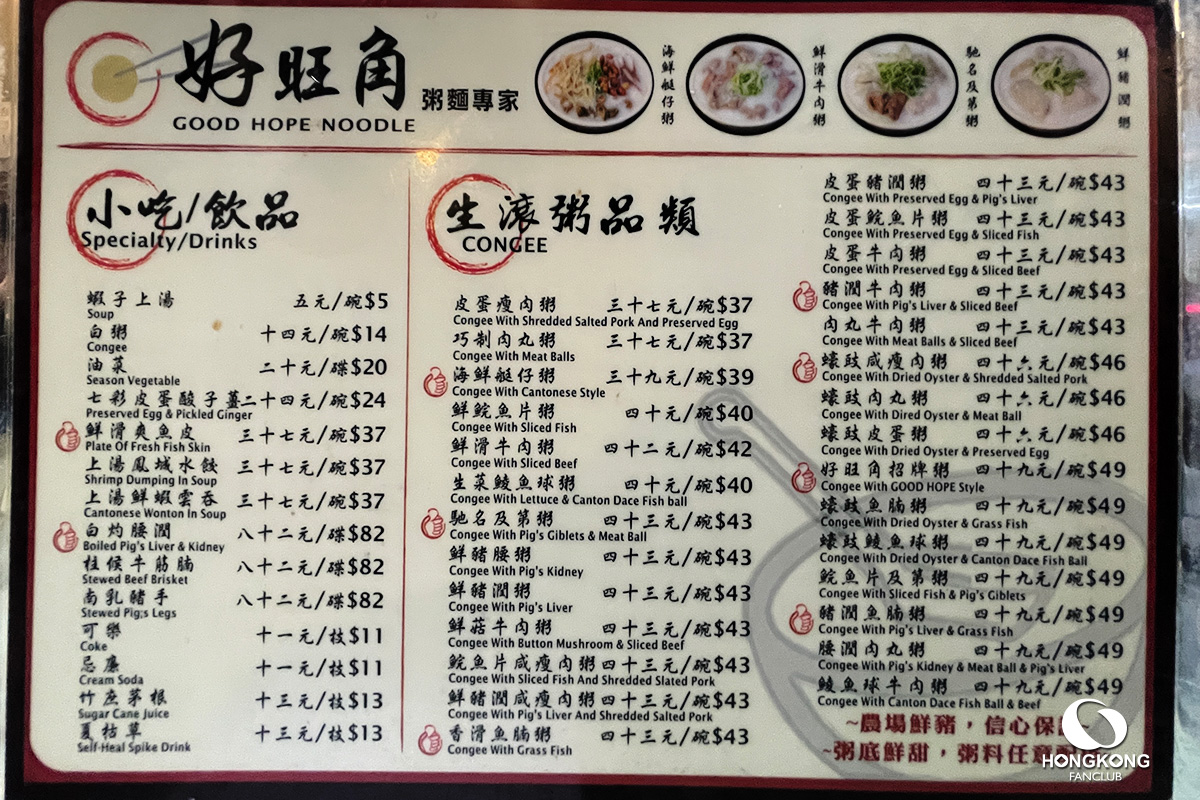 好旺角
粥麵專家
GOOD HOPE NOODLE
海鮮艇仔粥
鮮滑牛肉粥
馳名及第粥
鮮豬潤粥
小吃/飲品
Specialty/Drinks
蝦子上湯 五元/碗$5
Soup
白粥 十四元/碗$14
Congee
油菜 二十元/碟$20
Season Vegetable
七彩皮蛋酸子薑二十四元/碗$24
Preserved Egg & Pickled Ginger
鮮滑爽魚皮 三十七元/碗$37
Plate Of Fresh Fish Skin
上湯鳳城水餃 三十七元/碗$37
Shrimp Dumping In Soup
上湯鮮蝦雲吞 三十七元/碗$37
Cantonese Wonton In Soup
白灼腰潤 八十二元/碟$82
Boiled Pig's Liver & Kidney
柱候牛筋腩 八十二元/碟$82
Stewed Beef Brisket
南乳豬手 八十二元/碟$82
Stewed Pig;s Legs
可樂 十一元/枝$11
Coke
忌廉 十一元/枝$11
Cream Soda
竹蔗茅根 十三元/枝$13
Sugar Cane Juice
夏枯草 十三元/枝$13
Self-Heal Spike Drink
生滾粥品類
CONGEE
皮蛋瘦肉粥 三十七元/碗$37
Congee With Shredded Salted Pork And Preserved Egg
巧制肉丸粥 三十七元/碗$37
Congee With Meat Balls
海鮮艇仔粥 三十九元/碗$39
Congee With Cantonese Style
鮮鯇魚片粥 四十元/碗$40
Congee With Sliced Fish
鮮滑牛肉粥 四十二元/碗$42
Congee With Sliced Beef
生菜鯪魚球粥 四十元/碗$40
Congee With Lettuce & Canton Dace Fish ball
馳名及第粥 四十三元/碗$43
Congee With Pig's Giblets & Meat Ball
鮮豬腰粥 四十三元/碗$43
Congee With Pig's Kidney
鮮豬潤粥 四十三元/碗$43
Congee With Pig's Liver
鮮菇牛肉粥 四十三元/碗$43
Congee With Button Mushroom & Sliced Beef
鯇魚片咸瘦肉粥四十三元/碗$43
Congee With Sliced Fish And Shredded Slated Pork
鮮豬潤咸瘦肉粥四十三元/碗$43
Congee With Pig's Liver And Shredded Salted Pork
香滑魚腩粥 四十三元/碗$43
Congee With Grass Fish
皮蛋豬潤粥 四十三元/碗$43
Congee With Preserved Egg & Pig's Liver
皮蛋鯇魚片粥 四十三元/碗$43
Congee With Preserved Egg & Sliced Fish
皮蛋牛肉粥 四十三元/碗$43
Congee With Preserved Egg & Sliced Beef
豬潤牛肉粥 四十三元/碗$43
Congee With Pig's Liver & Sliced Beef
肉丸牛肉粥 四十三元/碗$43
Congee With Meat Balls & Sliced Beef
蠔豉咸瘦肉粥 四十六元/碗$46
Congee With Dried Oyster & Shredded Salted Pork
蠔豉肉丸粥 四十六元/碗$46
Congee With Dired Oyster & Meat Ball
蠔豉皮蛋粥 四十六元/碗$46
Congee With Dried Oyster & Preserved Egg
好旺角招牌粥 四十九元/碗$49
Congee With GOOD HOPE Style
蠔豉魚腩粥 四十九元/碗$49
Congee With Dried Oyster & Grass Fish
蠔豉鯪魚球粥 四十九元/碗$49
Congee With Dried Oyster & Canton Dace Fish Ball
鯇魚片及第粥 四十九元/碗$49
Congee With Sliced Fish & Pig's Giblets
豬潤魚腩粥 四十九元/碗$49
Congee With Pig's Liver & Grass Fish
腰潤肉丸粥 四十九元/碗$49
Congee With Pig's Kidney & Meat Ball & Pig's Liver
鯪魚球牛肉粥 四十九元/碗$49
Congee With Canton Dace Fish Ball & Beef
~農場鮮豬，信心保
~粥底鮮甜，粥料任意
HONGKONG
FANCLUB